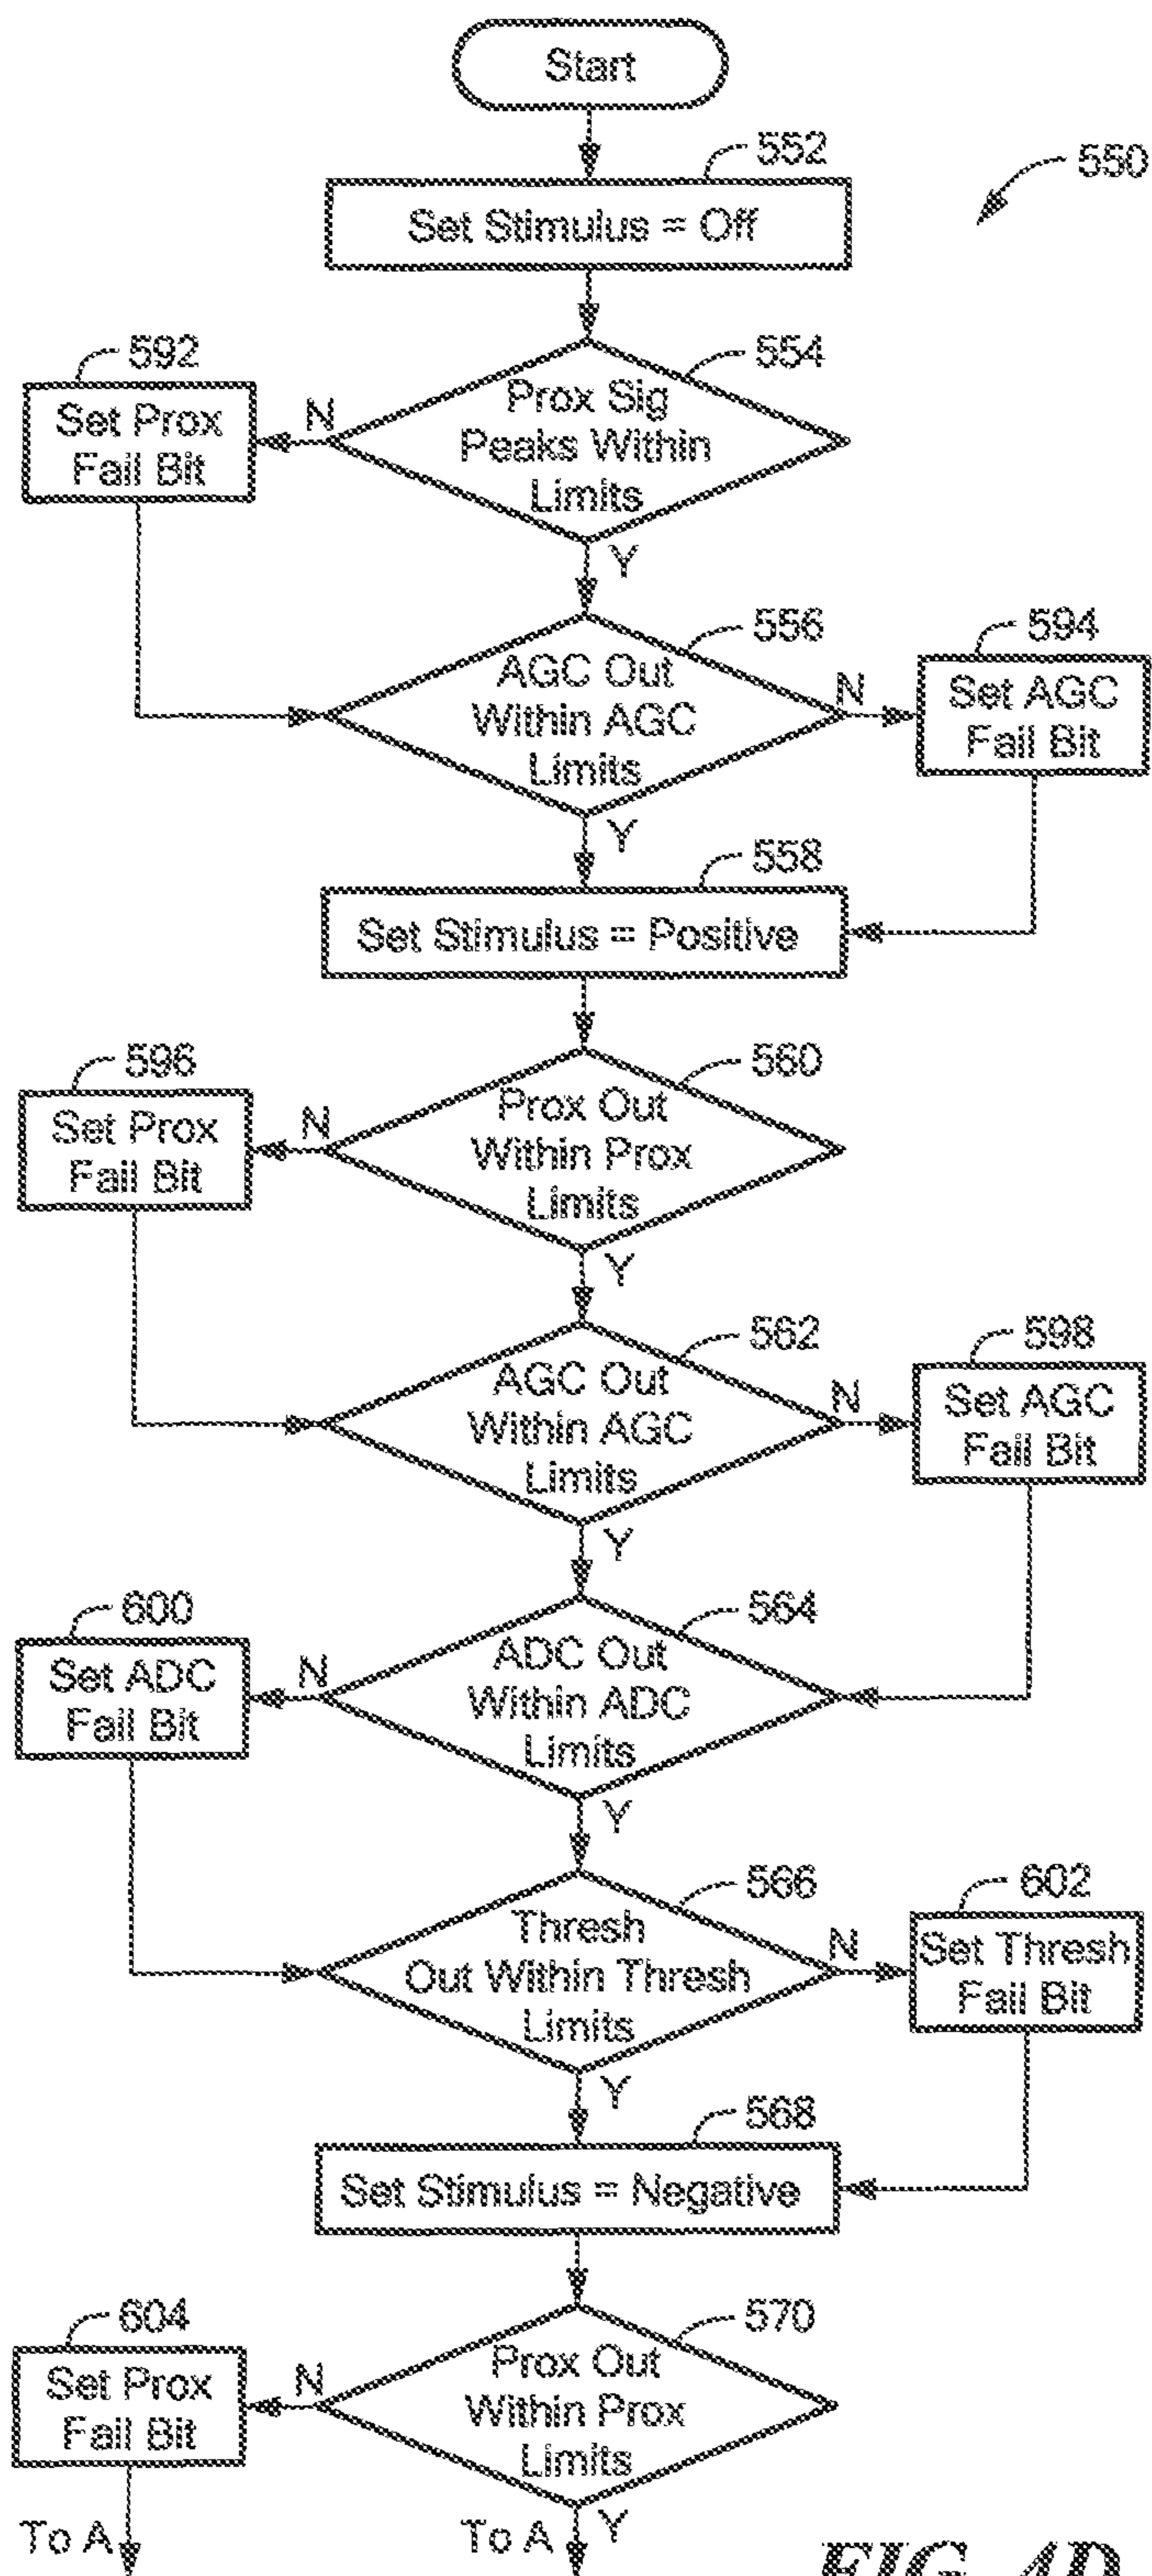 Start
552
550
Set Stimulus = Off
592
554
Set Prox
Fail Bit
N
Prox Sig
Peaks Within
Limits
Y
556
594
AGC Out
Within AGC
Limits
N
Set AGC
Fail Bit
Y
558
Set Stimulus = Positive
596
560
Set Prox
Fail Bit
N
Prox Out
Within Prox
Limits
Y
562
598
AGC Out
Within AGC
Limits
N
Set AGC
Fail Bit
Y
600
564
Set ADC
Fail Bit
N
ADC Out
Within ADC
Limits
Y
566
602
Thresh
Out Within Thresh
Limits
N
Set Thresh
Fail Bit
Y
568
Set Stimulus = Negative
604
570
Set Prox
Fail Bit
N
Prox Out
Within Prox
Limits
To A
To A
Y
FIG. 4D